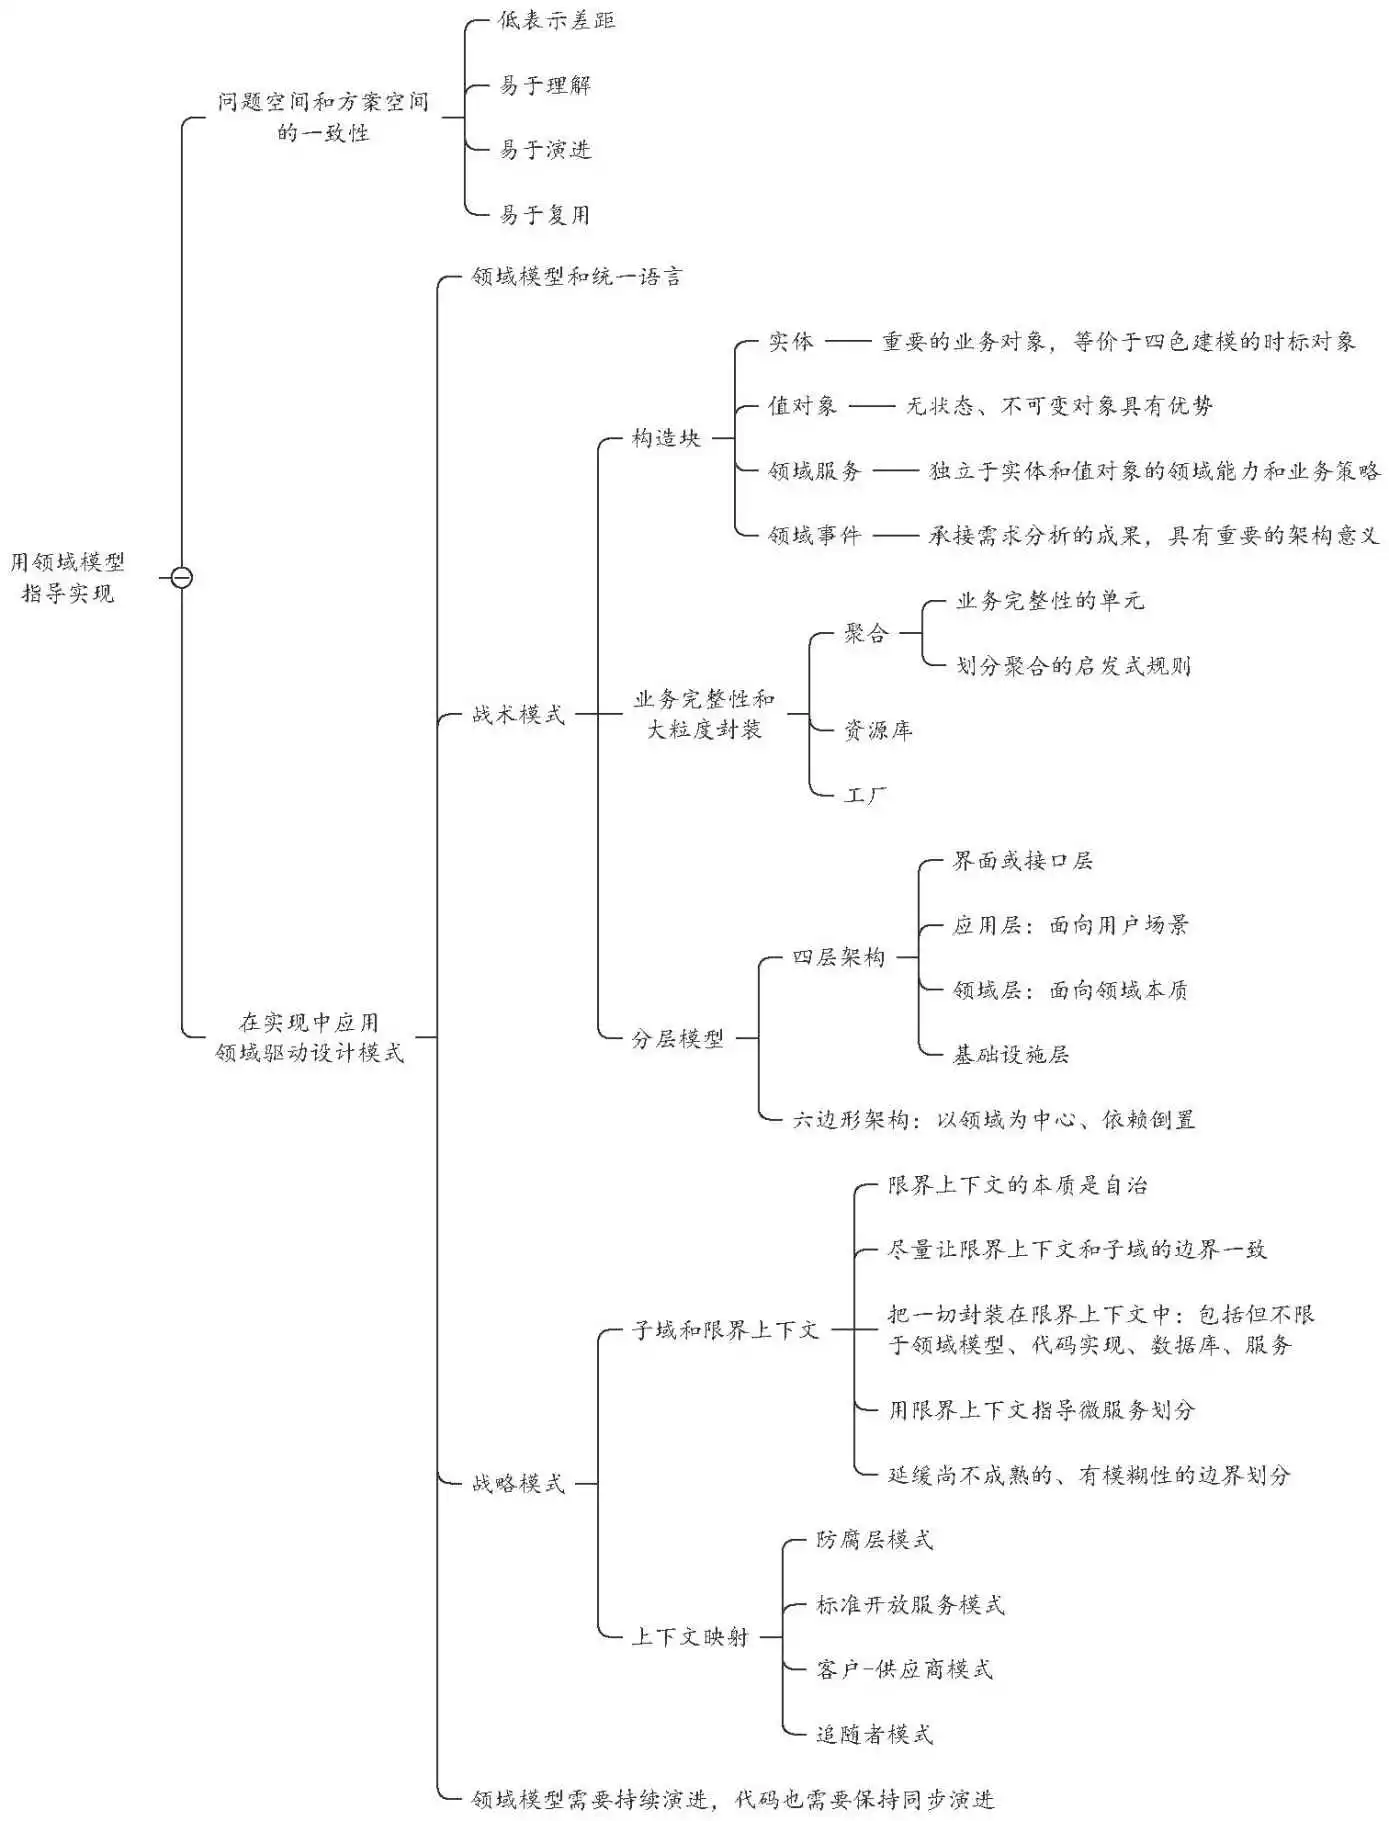 低表示差距
易于理解
问题空间和方案空间
的一致性
易于演进
易于复用
领域模型和统一语言
实体
重要的业务对象，等价于四色建模的时标对象
值对象
无状态、不可变对象具有优势
构造块
领域服务
独立于实体和值对象的领域能力和业务策略
领域事件
承接需求分析的成果，具有重要的架构意义
用领域模型
指导实现
业务完整性的单元
聚合
划分聚合的启发式规则
战术模式
业务完整性和
大粒度封装
资源库
工厂
界面或接口层
应用层：面向用户场景
四层架构
领域层：面向领域本质
在实现中应用
领域驱动设计模式
分层模型
基础设施层
六边形架构：以领域为中心、依赖倒置
限界上下文的本质是自治
尽量让限界上下文和子域的边界一致
子域和限界上下文
把一切封装在限界上下文中：包括但不限
于领域模型、代码实现、数据库、服务
用限界上下文指导微服务划分
战略模式
延缓尚不成熟的、有模糊性的边界划分
防腐层模式
标准开放服务模式
上下文映射
客户-供应商模式
追随者模式
领域模型需要持续演进，代码也需要保持同步演进